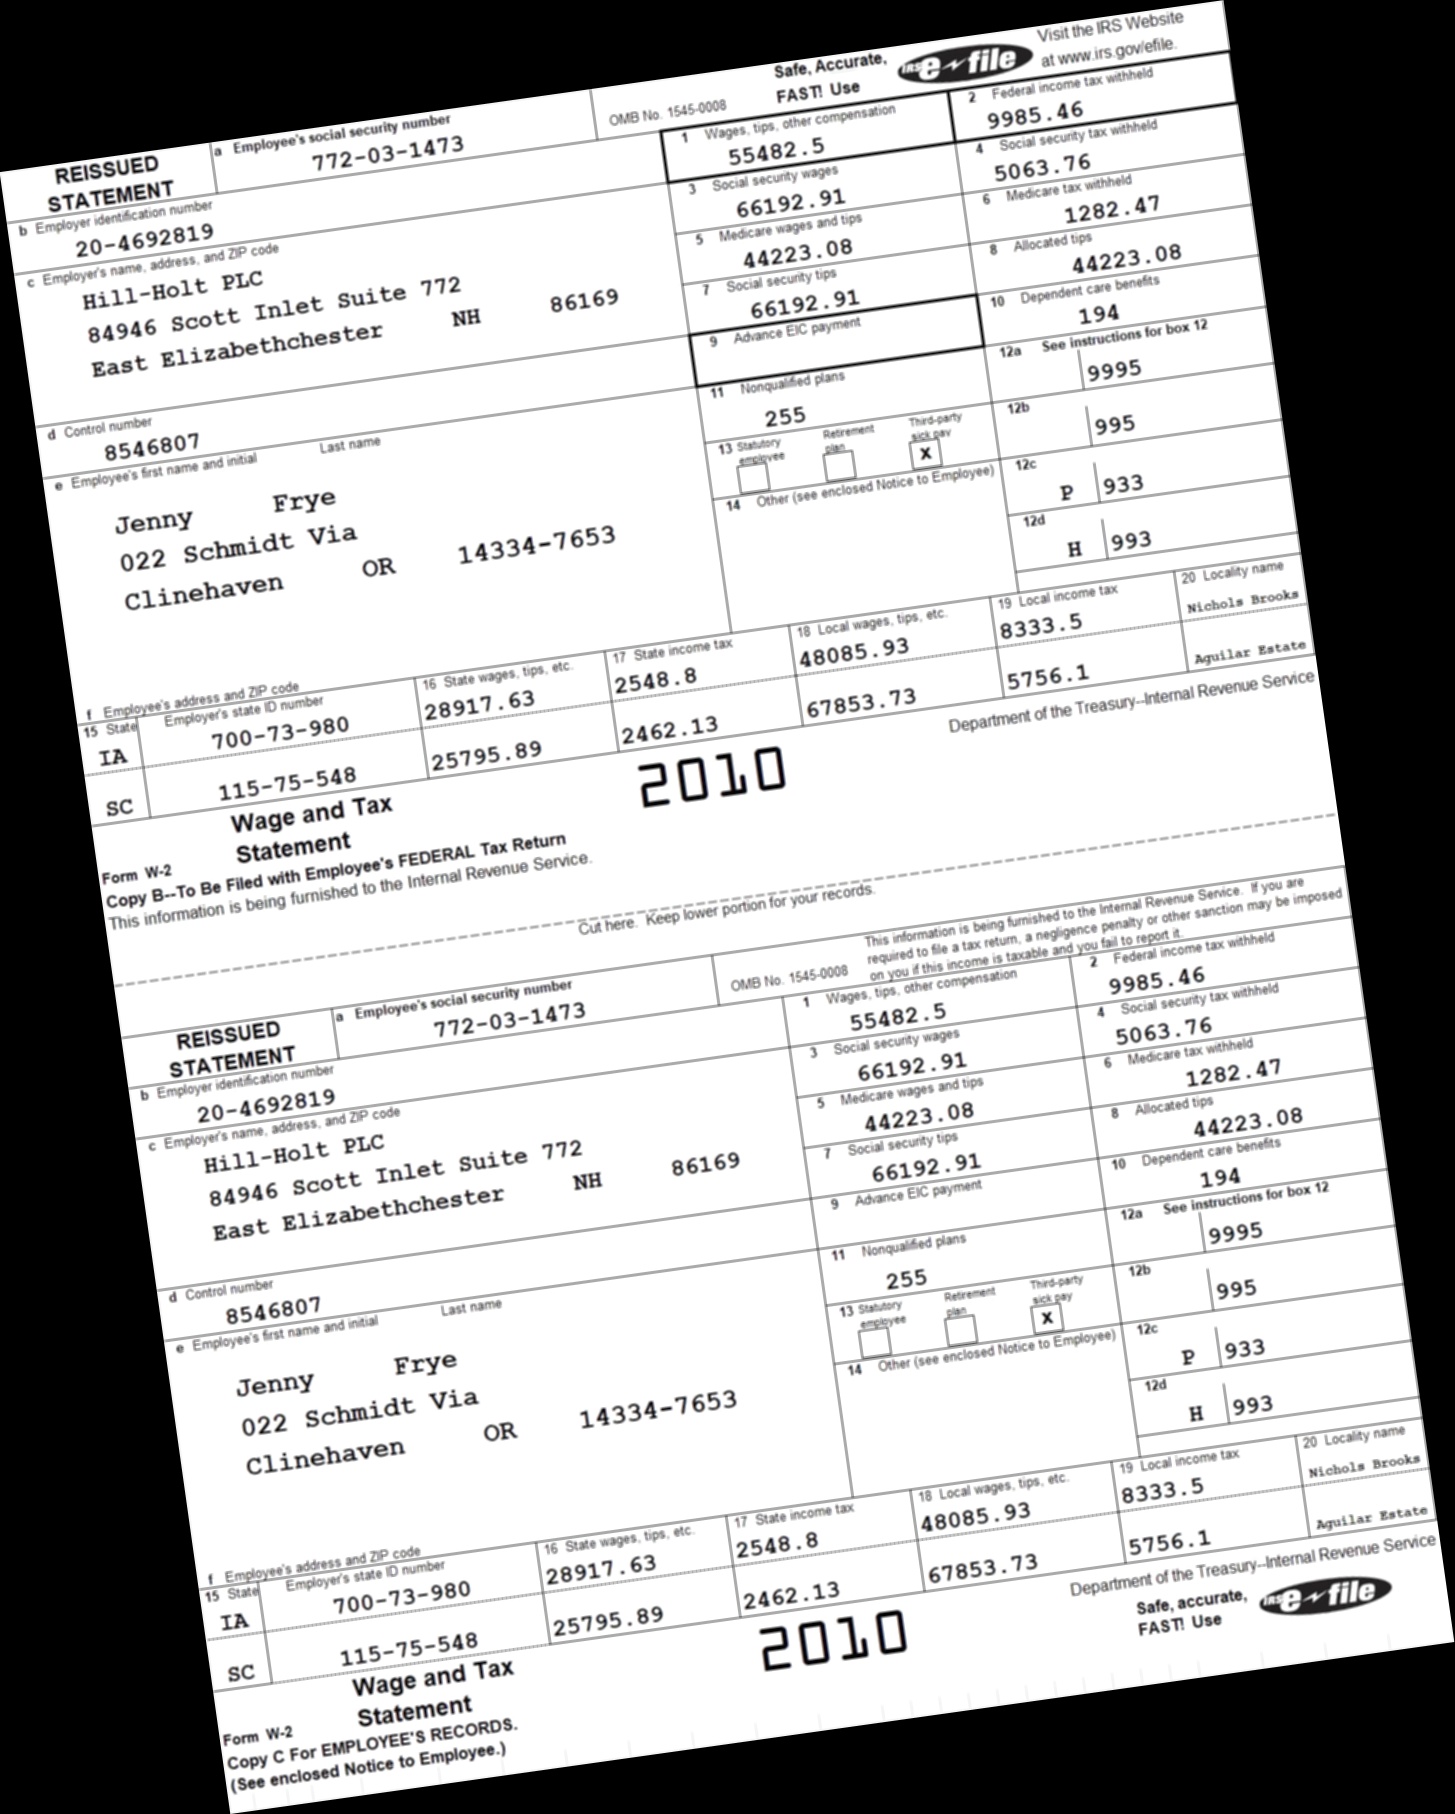 Visit the IRS Website
at www.irs.gov/efile.
Safe, Accurate,
FAST! Use
IRS e-file
REISSUED
STATEMENT
a Employee's social security number
772-03-1473
OMB No. 1545-0008
1 Wages, tips, other compensation
55482.5
2 Federal income tax withheld
9985.46
b Employer identification number
20-4692819
3 Social security wages
66192.91
4 Social security tax withheld
5063.76
c Employer's name, address, and ZIP code
Hill-Holt PLC
84946 Scott Inlet Suite 772
East Elizabethchester NH 86169
5 Medicare wages and tips
44223.08
6 Medicare tax withheld
1282.47
7 Social security tips
66192.91
8 Allocated tips
44223.08
9 Advance EIC payment
10 Dependent care benefits
194
d Control number
8546807
11 Nonqualified plans
255
12a See instructions for box 12
9995
e Employee's first name and initial Last name
Jenny Frye
022 Schmidt Via
Clinehaven OR 14334-7653
13 Statutory employee
Retirement plan
Third-party sick pay
x
12b
995
14 Other (see enclosed Notice to Employee)
12c
P 933
12d
H 993
f Employee's address and ZIP code
15 State Employer's state ID number
16 State wages, tips, etc.
17 State income tax
18 Local wages, tips, etc.
19 Local income tax
20 Locality name
IA 700-73-980 28917.63 2548.8 48085.93 8333.5 Nichols Brooks
SC 115-75-548 25795.89 2462.13 67853.73 5756.1 Aguilar Estate
Form W-2
Wage and Tax
Statement
2010
Department of the Treasury--Internal Revenue Service
Copy B--To Be Filed with Employee's FEDERAL Tax Return
This information is being furnished to the Internal Revenue Service.
Cut here. Keep lower portion for your records.
This information is being furnished to the Internal Revenue Service. If you are
required to file a tax return, a negligence penalty or other sanction may be imposed
on you if this income is taxable and you fail to report it.
REISSUED
STATEMENT
a Employee's social security number
772-03-1473
OMB No. 1545-0008
1 Wages, tips, other compensation
55482.5
2 Federal income tax withheld
9985.46
b Employer identification number
20-4692819
3 Social security wages
66192.91
4 Social security tax withheld
5063.76
c Employer's name, address, and ZIP code
Hill-Holt PLC
84946 Scott Inlet Suite 772
East Elizabethchester NH 86169
5 Medicare wages and tips
44223.08
6 Medicare tax withheld
1282.47
7 Social security tips
66192.91
8 Allocated tips
44223.08
9 Advance EIC payment
10 Dependent care benefits
194
d Control number
8546807
11 Nonqualified plans
255
12a See instructions for box 12
9995
e Employee's first name and initial Last name
Jenny Frye
022 Schmidt Via
Clinehaven OR 14334-7653
13 Statutory employee
Retirement plan
Third-party sick pay
x
12b
995
14 Other (see enclosed Notice to Employee)
12c
P 933
12d
H 993
f Employee's address and ZIP code
15 State Employer's state ID number
16 State wages, tips, etc.
17 State income tax
18 Local wages, tips, etc.
19 Local income tax
20 Locality name
IA 700-73-980 28917.63 2548.8 48085.93 8333.5 Nichols Brooks
SC 115-75-548 25795.89 2462.13 67853.73 5756.1 Aguilar Estate
Form W-2
Wage and Tax
Statement
2010
Department of the Treasury--Internal Revenue Service
Safe, accurate,
FAST! Use
IRS e-file
Copy C For EMPLOYEE'S RECORDS.
(See enclosed Notice to Employee.)